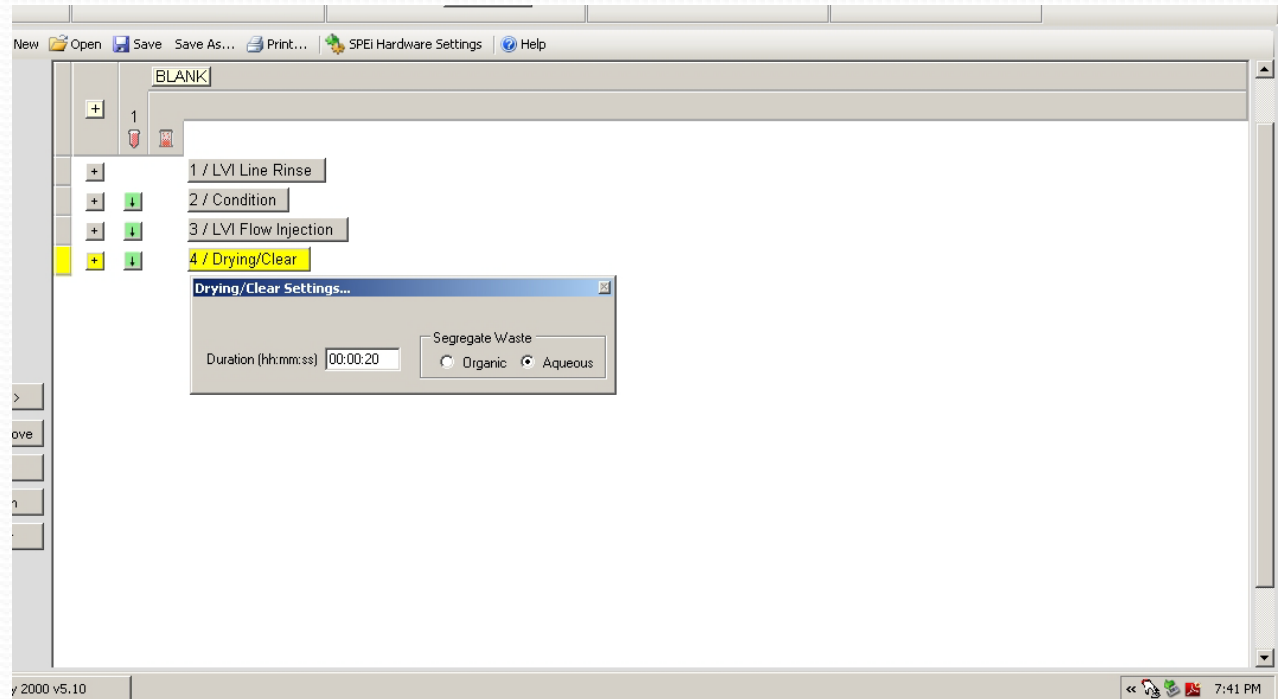 New Open Save Save As... Print... SPEi Hardware Settings Help
BLANK
+
1
+ 1 / LVI Line Rinse
+ 2 / Condition
+ 3 / LVI Flow Injection
+ 4 / Drying/Clear
Drying/Clear Settings...
Segregate Waste
Duration (hh:mm:ss) 00:00:20 Organic Aqueous
>
ove
n
y 2000 v5.10 « 7:41 PM